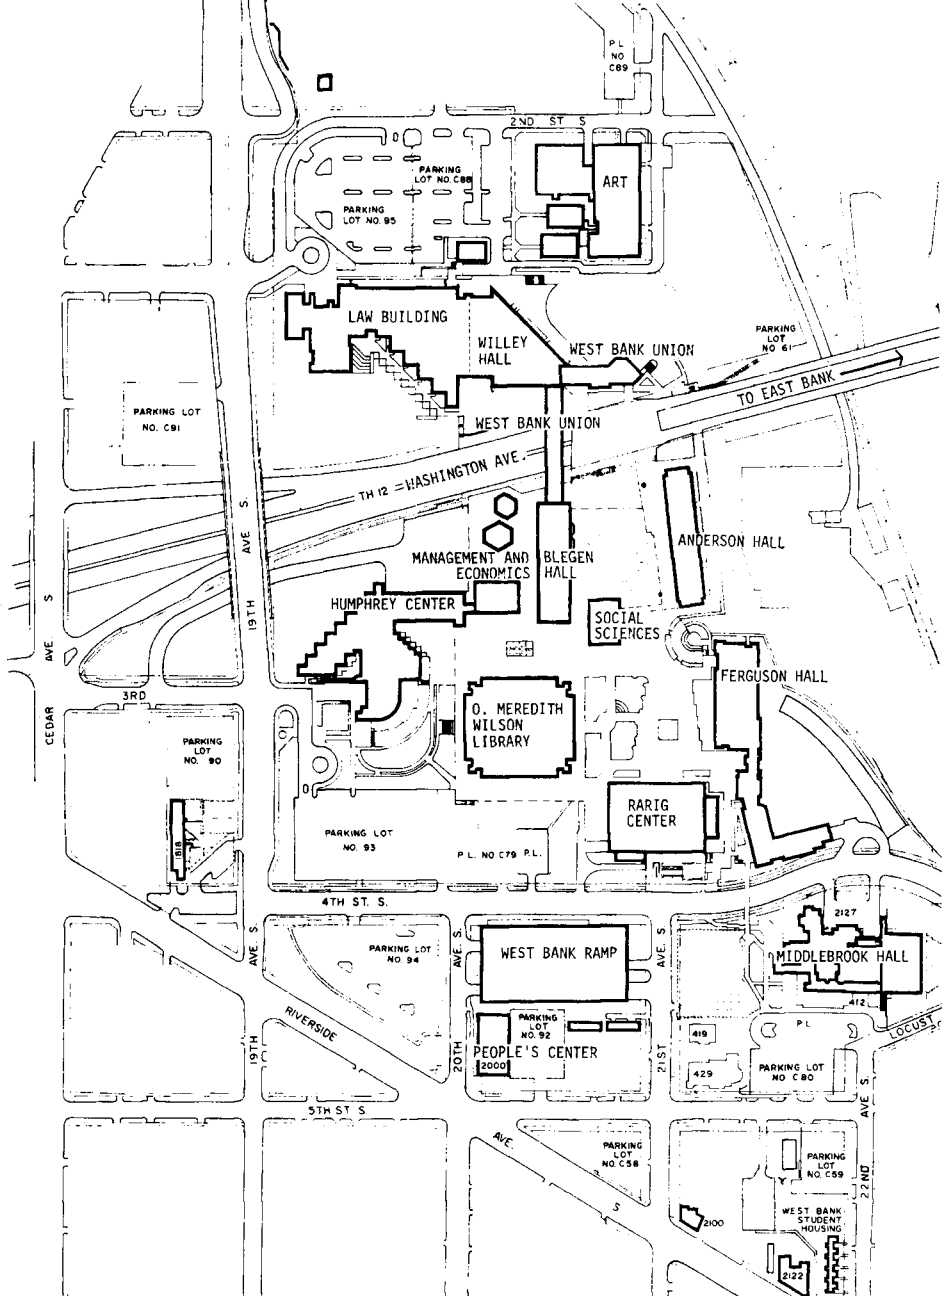 P L
NO
C89
2ND ST S
ART
PARKING
LOT NO. C88
PARKING
LOT NO. 95
LAW BUILDING
WILLEY
HALL
WEST BANK UNION
PARKING
LOT
NO 61
TO EAST BANK
PARKING LOT
NO. C91
WEST BANK UNION
TH 12 - WASHINGTON AVE.
19TH AVE S.
MANAGEMENT AND
ECONOMICS
BLEGEN
HALL
ANDERSON HALL
HUMPHREY CENTER
SOCIAL
SCIENCES
CEDAR AVE. S
3RD
FERGUSON HALL
O. MEREDITH
WILSON
LIBRARY
PARKING
LOT
NO. 90
RARIG
CENTER
1818
PARKING LOT
NO. 93
P L. NO C79
P.L.
4TH ST. S.
2127
MIDDLEBROOK HALL
412
PARKING LOT
NO. 94
WEST BANK RAMP
19TH AVE. S.
20TH AVE. S.
21ST AVE. S.
RIVERSIDE
PARKING
LOT
NO. 92
PEOPLE'S CENTER
2000
419
429
P L
LOCUST
PARKING LOT
NO C80
5TH ST S.
AVE.
S
PARKING
LOT
NO. C58
PARKING
LOT
NO. C59
22ND AVE S.
WEST BANK
STUDENT
HOUSING
2100
2122